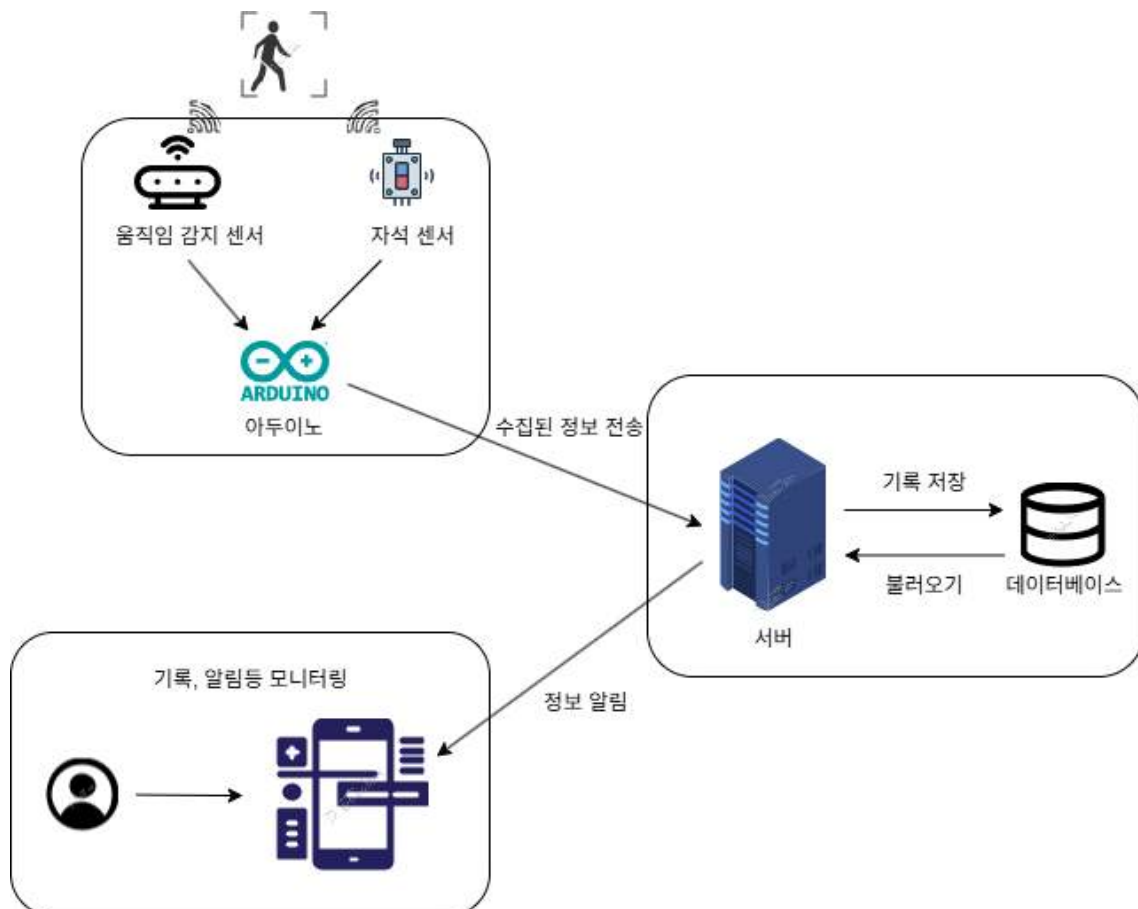 움직임 감지 센서
자석 센서
ARDUINO
아두이노
수집된 정보 전송
기록 저장
불러오기
데이터베이스
서버
정보 알림
기록, 알림등 모니터링